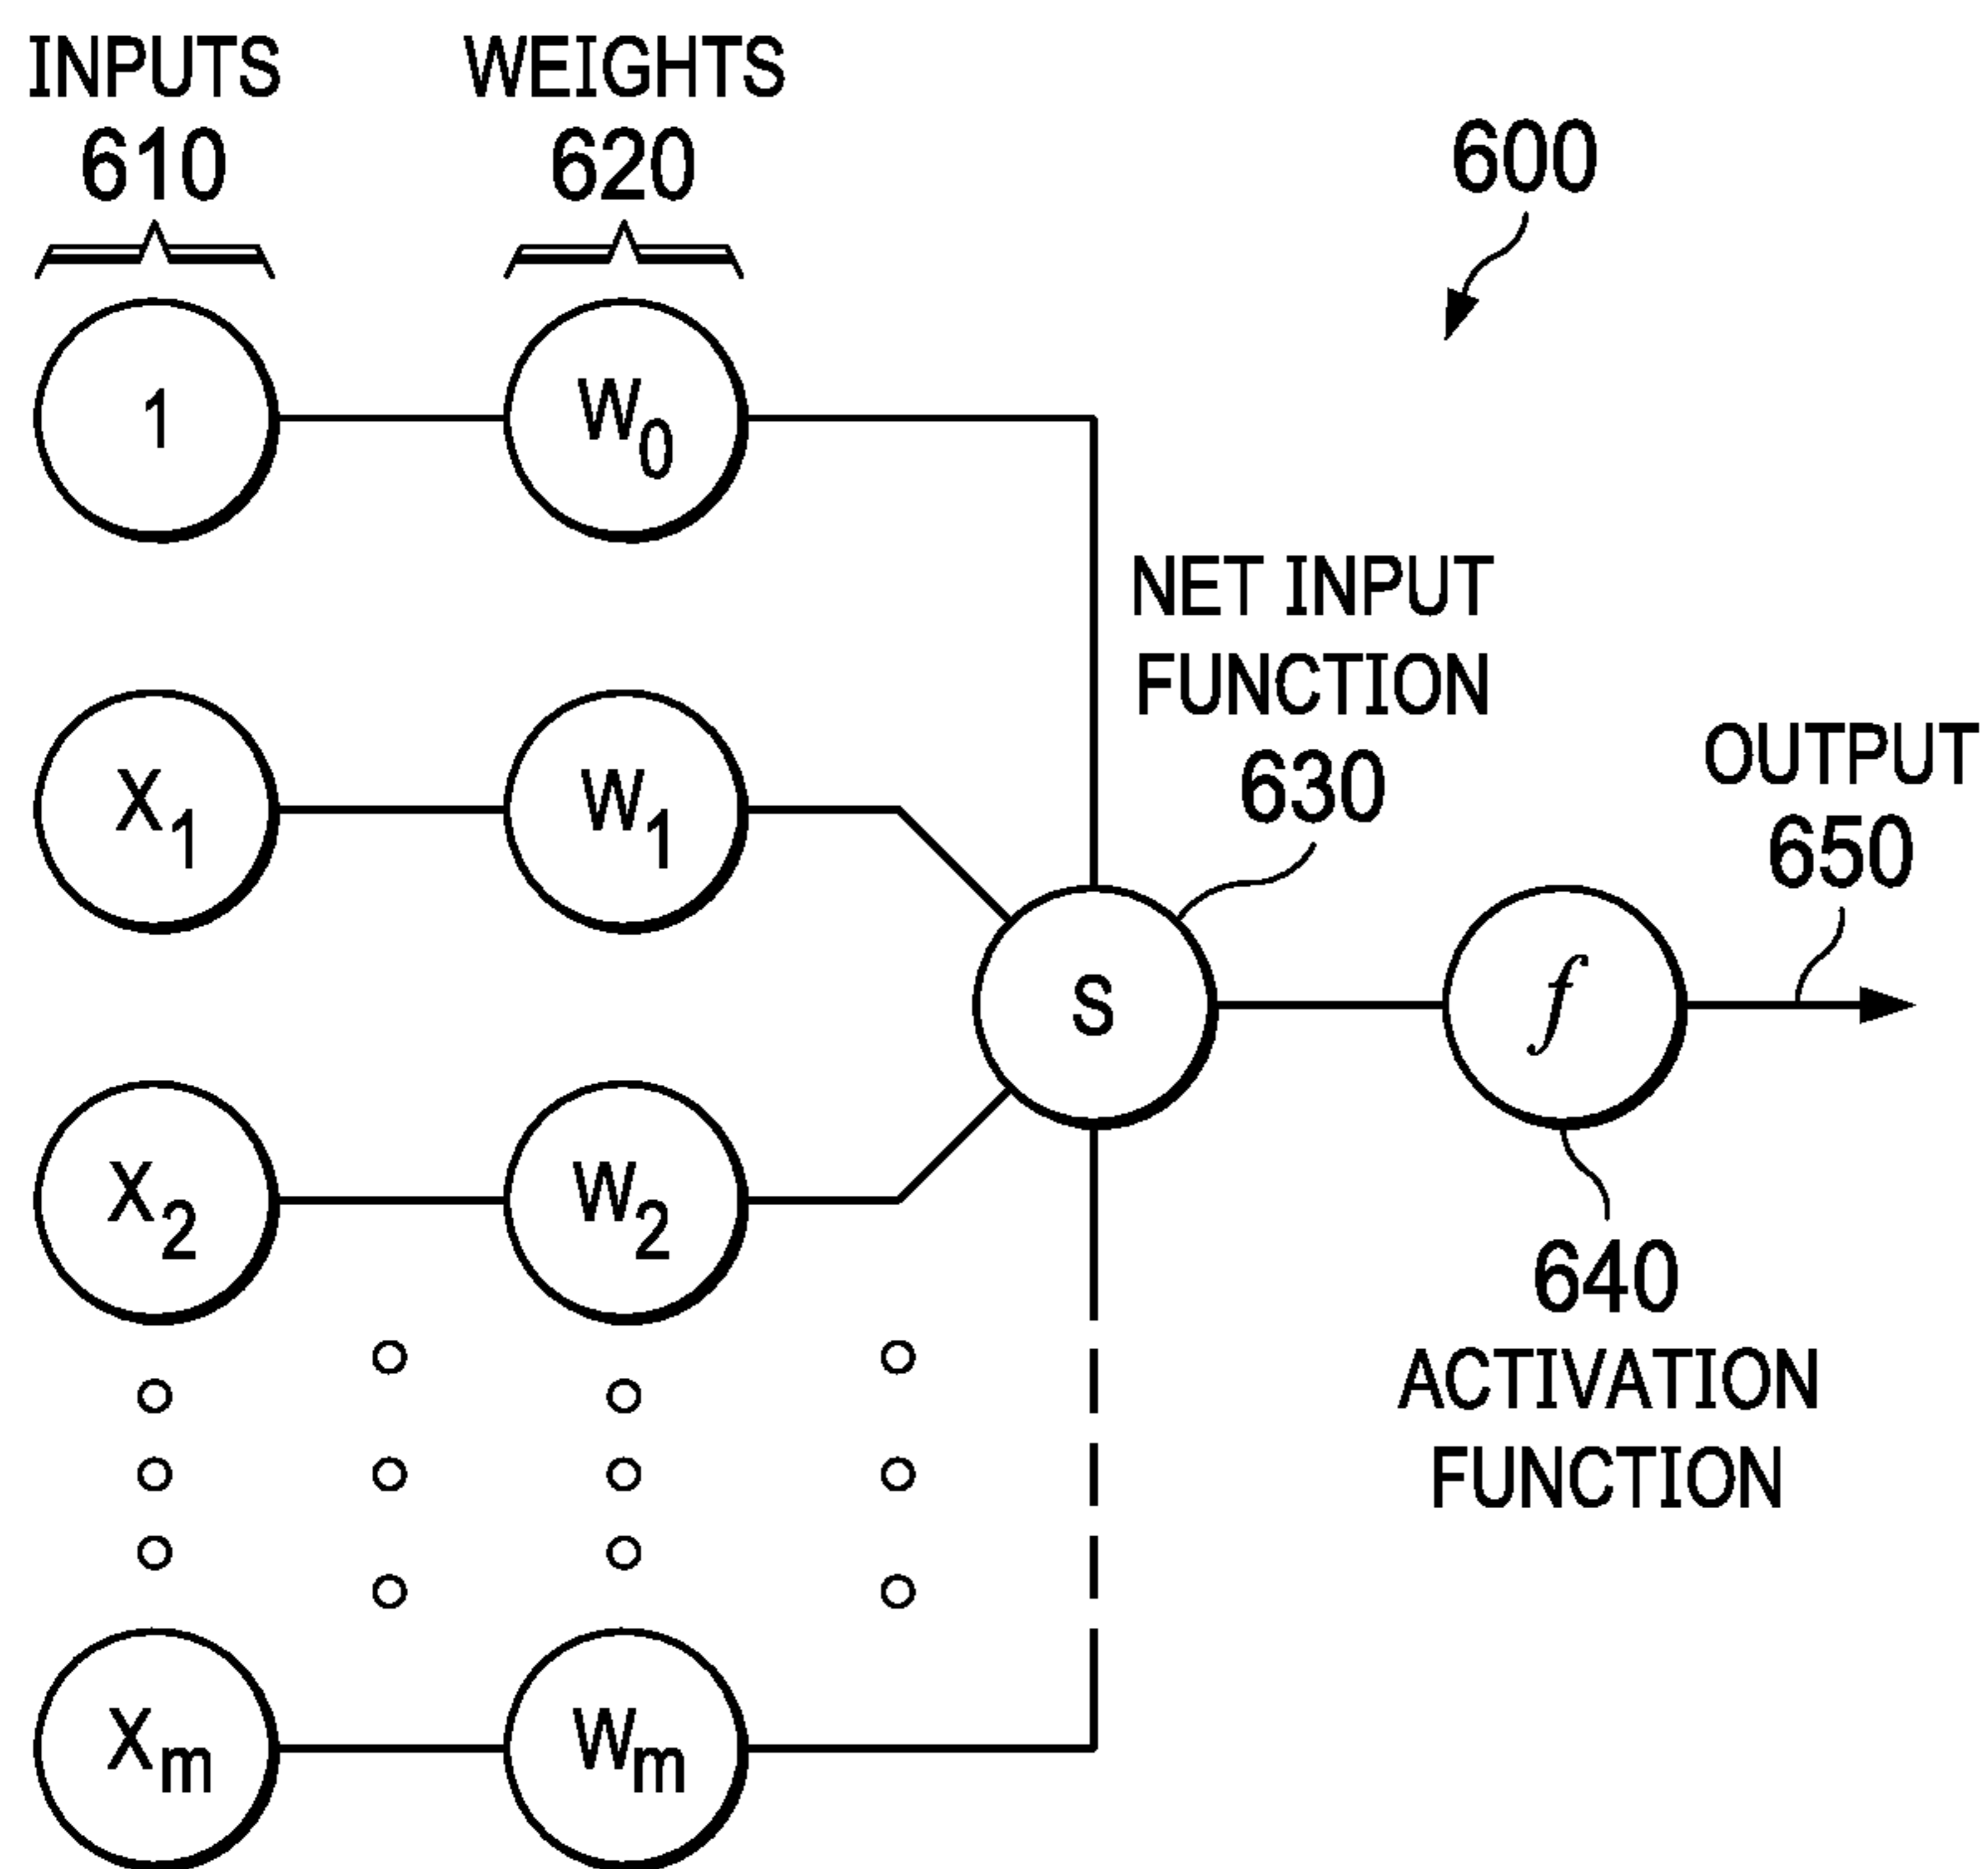 INPUTS
610
WEIGHTS
620
600
1
W0
NET INPUT
FUNCTION
630
OUTPUT
650
X1
W1
S
f
X2
W2
640
ACTIVATION
FUNCTION
Xm
Wm